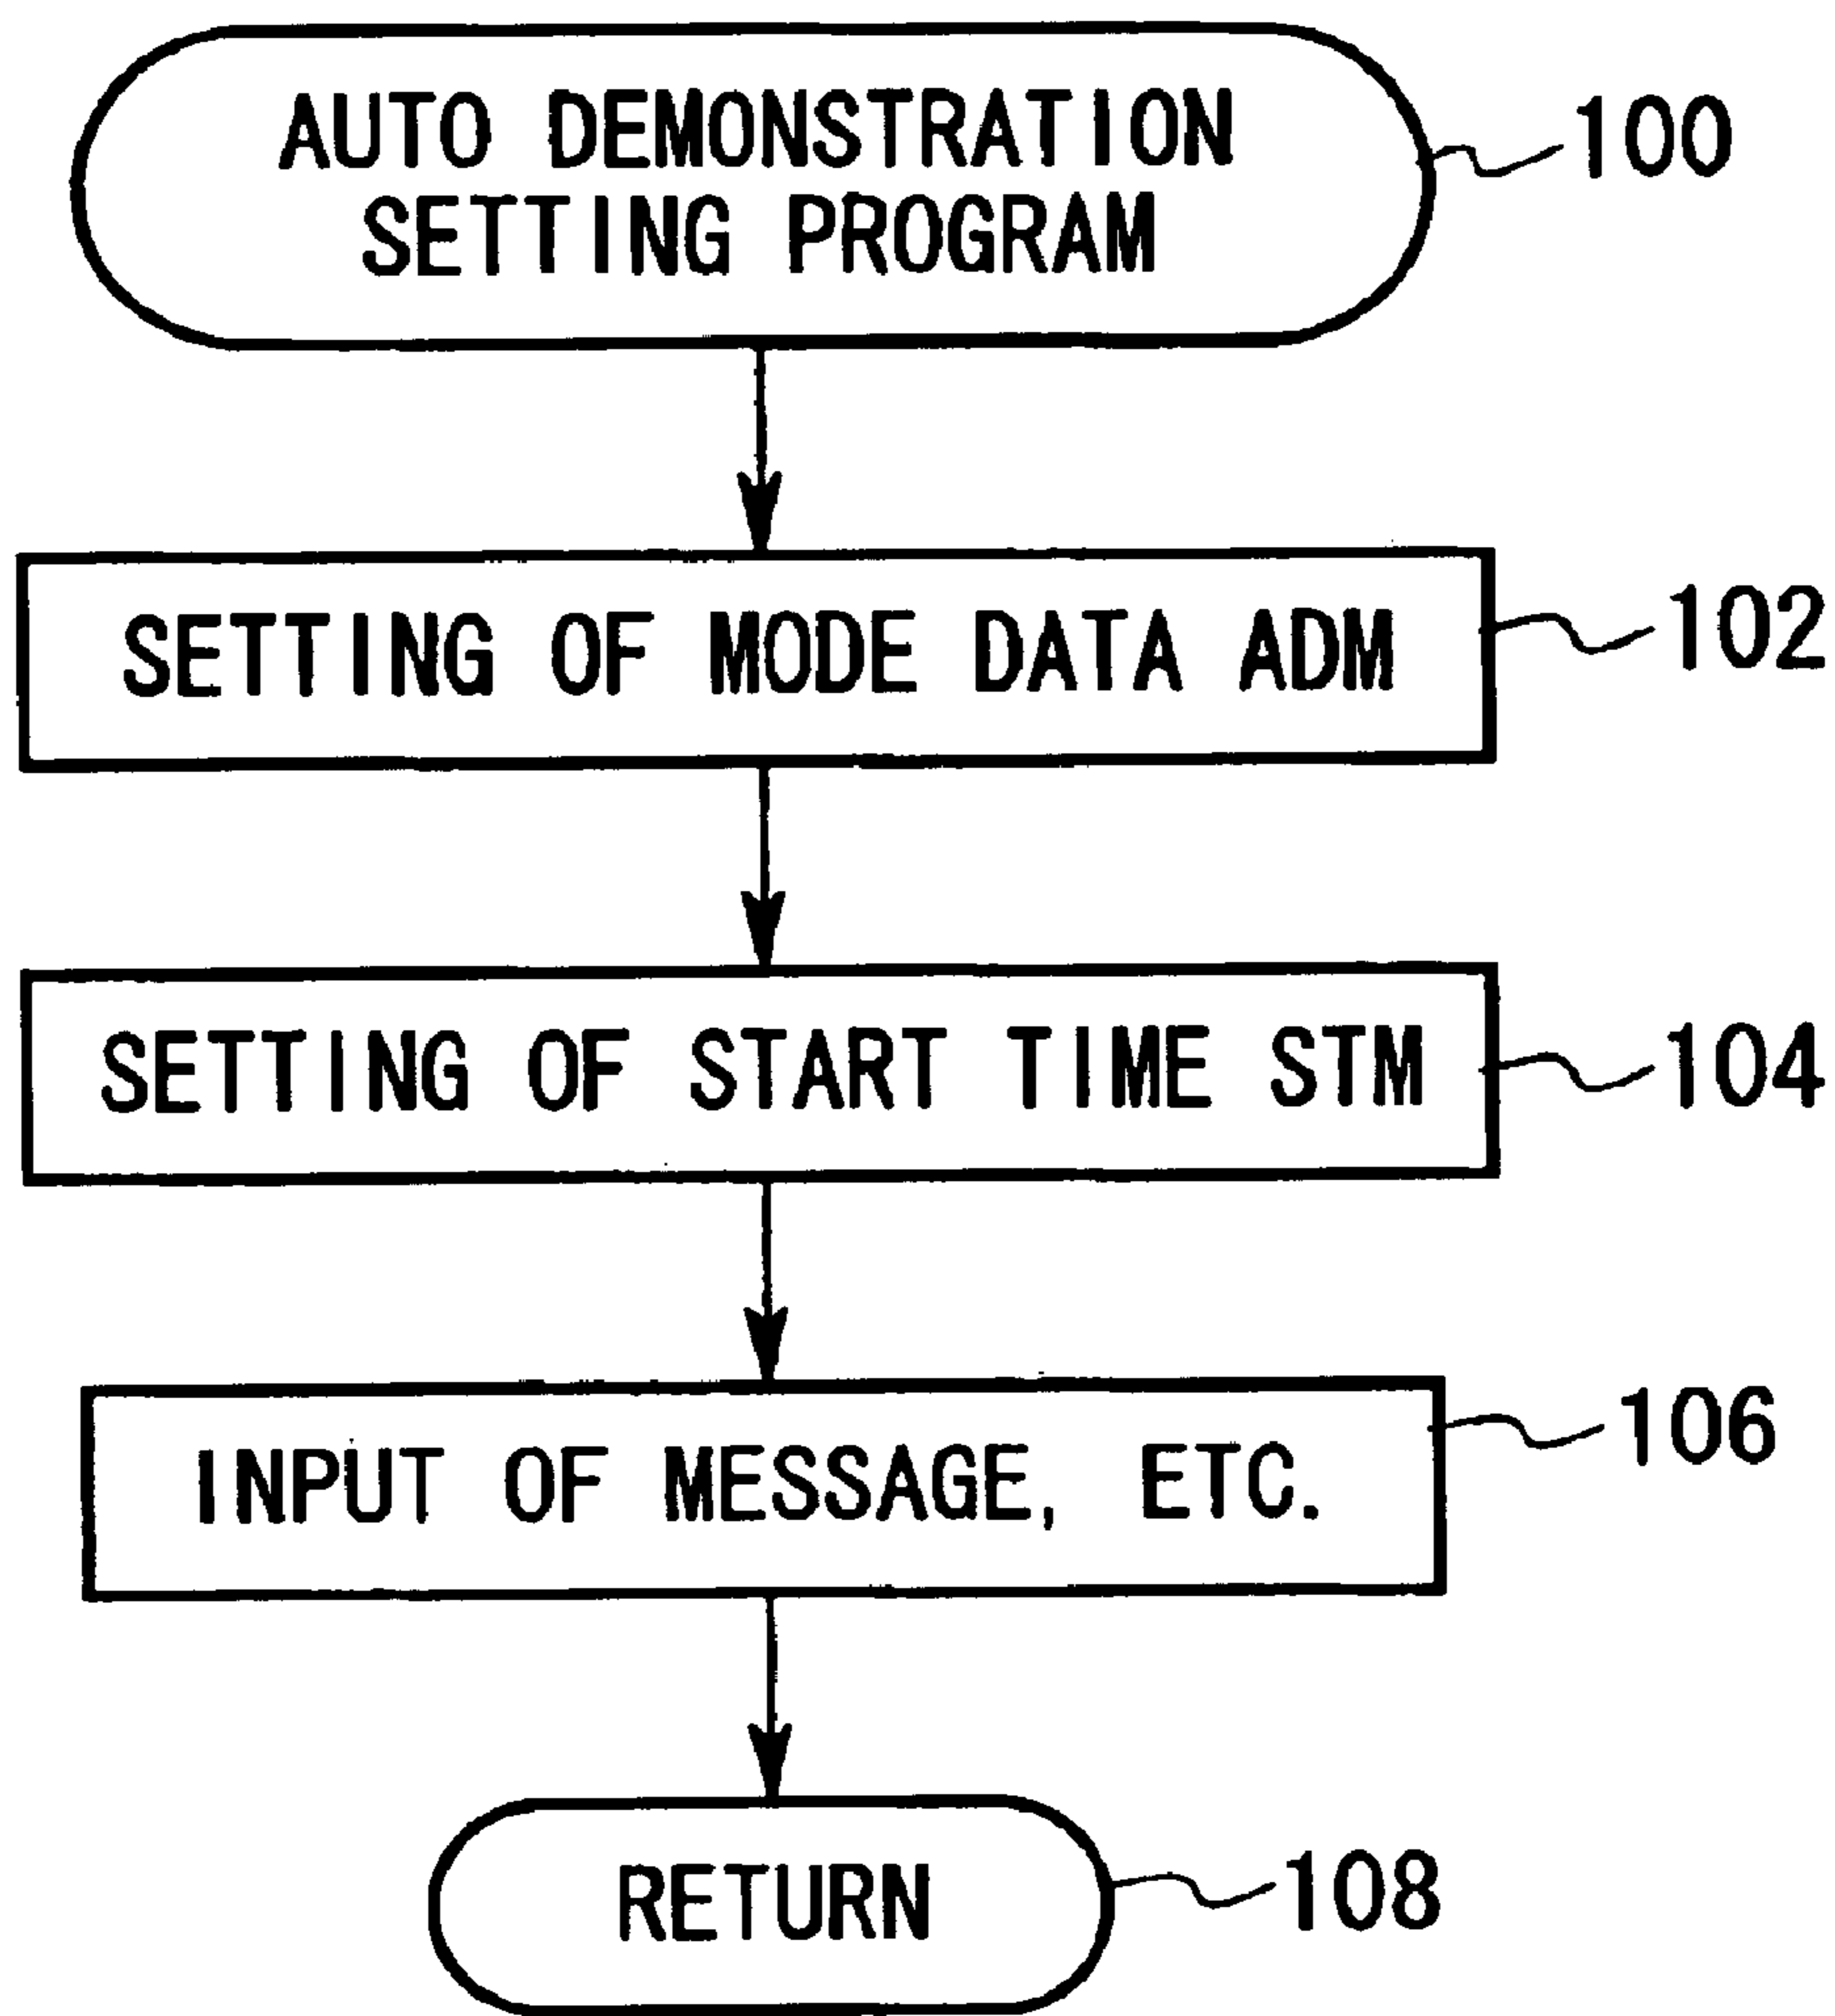 AUTO DEMONSTRATION
SETTING PROGRAM
100
SETTING OF MODE DATA ADM
102
SETTING OF START TIME STM
104
INPUT OF MESSAGE, ETC.
106
RETURN
108